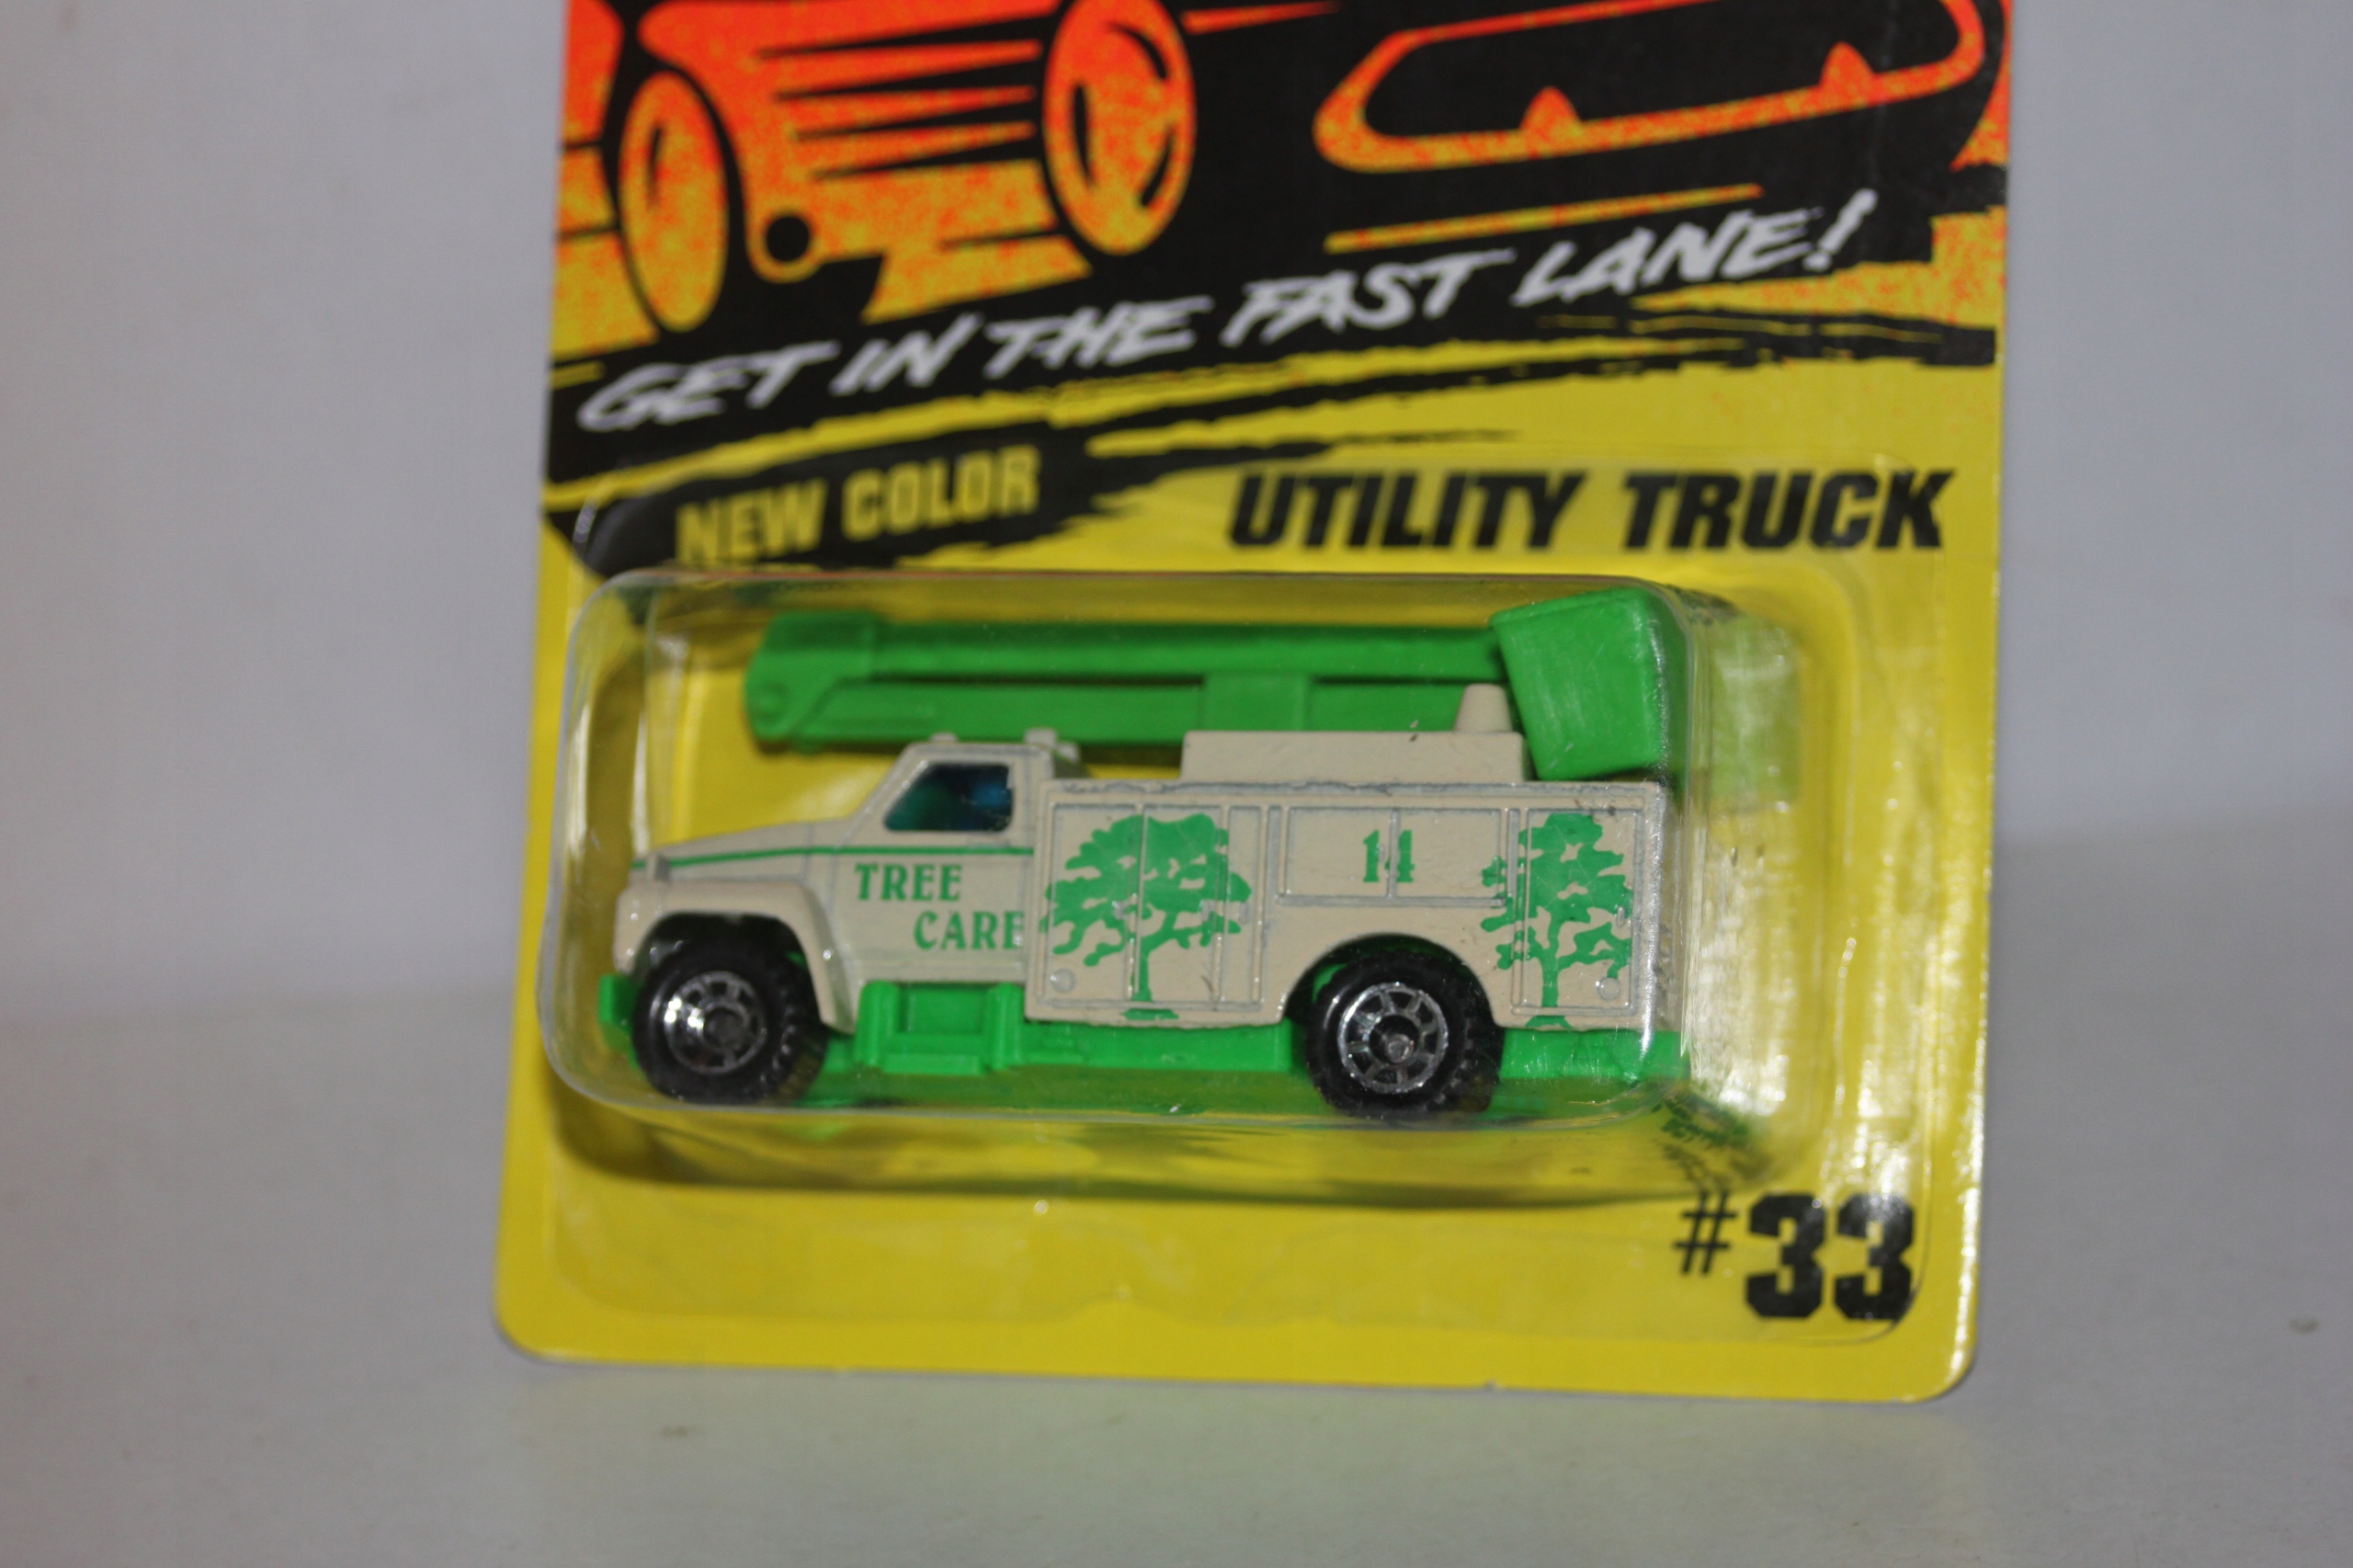 GET IN THE FAST LANE!
NEW COLOR
UTILITY TRUCK
TREE
CARE
14
#33